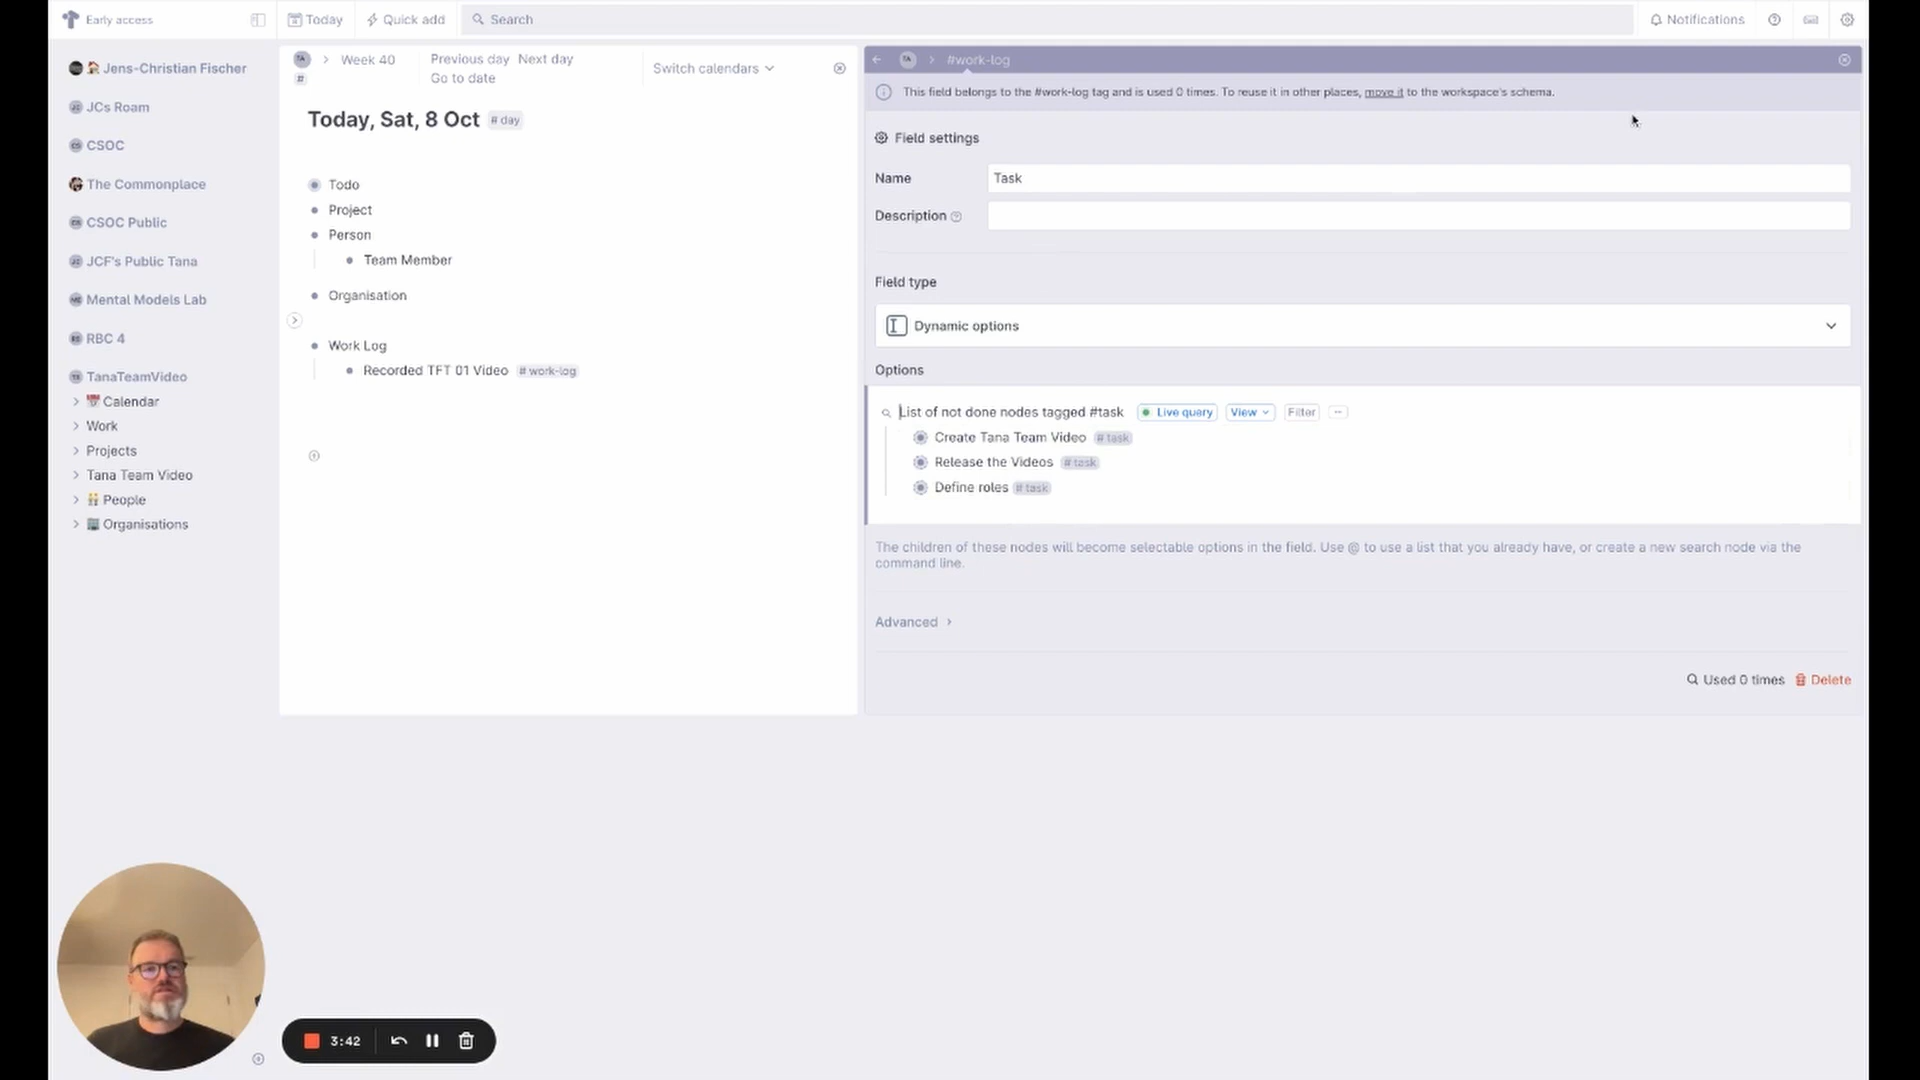 Early access
Today
Quick add
Search
Notifications
Jens-Christian Fischer
JCs Roam
CSOC
The Commonplace
CSOC Public
JCF's Public Tana
Mental Models Lab
RBC 4
TanaTeamVideo
Calendar
Work
Projects
Tana Team Video
People
Organisations
TA > Week 40
#
Previous day Next day
Go to date
Switch calendars
Today, Sat, 8 Oct # day
Todo
Project
Person
Team Member
Organisation
Work Log
Recorded TFT 01 Video # work-log
TA > #work-log
This field belongs to the #work-log tag and is used 0 times. To reuse it in other places, move it to the workspace's schema.
Field settings
Name Task
Description
Field type
Dynamic options
Options
List of not done nodes tagged #task Live query View Filter
Create Tana Team Video # task
Release the Videos # task
Define roles # task
The children of these nodes will become selectable options in the field. Use @ to use a list that you already have, or create a new search node via the
command line.
Advanced >
Used 0 times Delete
3:42